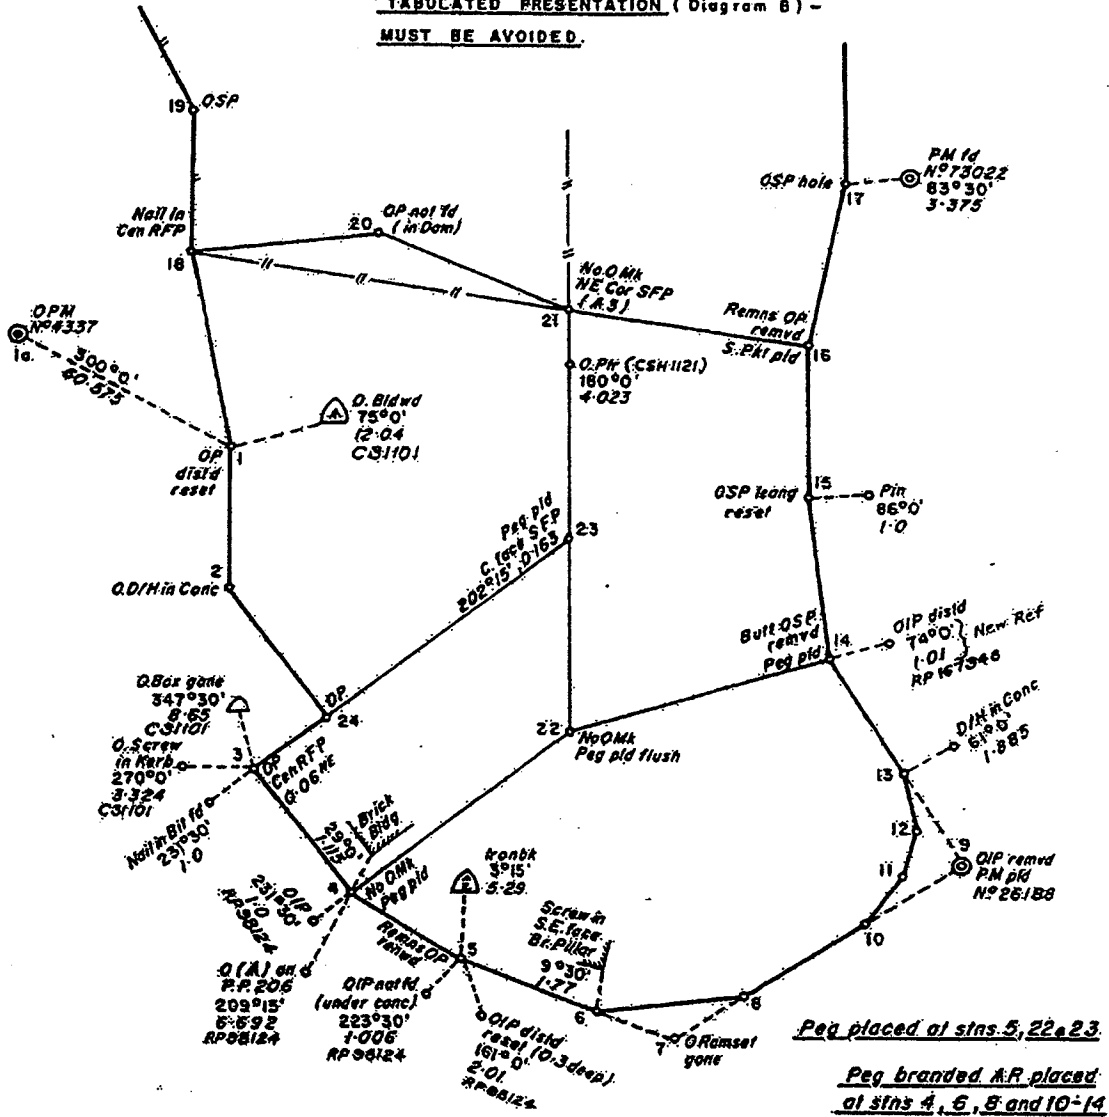 TABULATED PRESENTATION (Diagram B) -
MUST BE AVOIDED.
19
OSP
Nail in
Cen RFP
18
20
OP not fd
(in Dam)
No O Mk
NE Cor SFP
(A3)
21
O. Pin (CSH 1121)
180°0'
4·023
OSP hole
17
PM fd
Nº 73022
83°30'
3·375
Remns OP
remvd
S. Pkt pld
16
OPM
Nº 4337
1a
300°0'
60·575
O. Bldwd
75°0'
12·04
C31101
OP
distd
reset
1
2
O.D/H in Conc
Peg pld
C. face S.F.P
202°15', 0·163
23
OSP leang
reset
15
Pin
86°0'
1·0
Butt OSP
remvd
Peg pld
14
OIP distd
74°0'
1·01
RP 167346
New Ref
O.Box gone
347°30'
8·65
C31101
OP
24
22
No O Mk
Peg pld flush
D/H in Conc
61°0'
1·885
13
O. Screw
in Kerb
270°0'
3·324
C31101
3
OP
Cen RFP
0·06 NE
Nail in Bit fd
231°30'
1·0
29°0'
1·115
Brick
Bldg
4
No O Mk
Peg pld
OIP
231°30'
1·0
RP 98124
O (A) on
P.P. 206
209°15'
6·692
RP 98124
Remns OP
remvd
5
Ironbk
3°15'
5·29
OIP not fd
(under conc)
223°30'
1·006
RP 98124
OIP distd
reset (0.3 deep)
161°0'
2·01
RP 98124
Screw in
S.E. face
Br. Pillar
9°30'
1·77
6
7
O Ramset
gone
8
10
11
12
9
OIP remvd
PM pld
Nº 26188
Peg placed at stns 5, 22 & 23
Peg branded AR placed
at stns 4, 6, 8 and 10-14